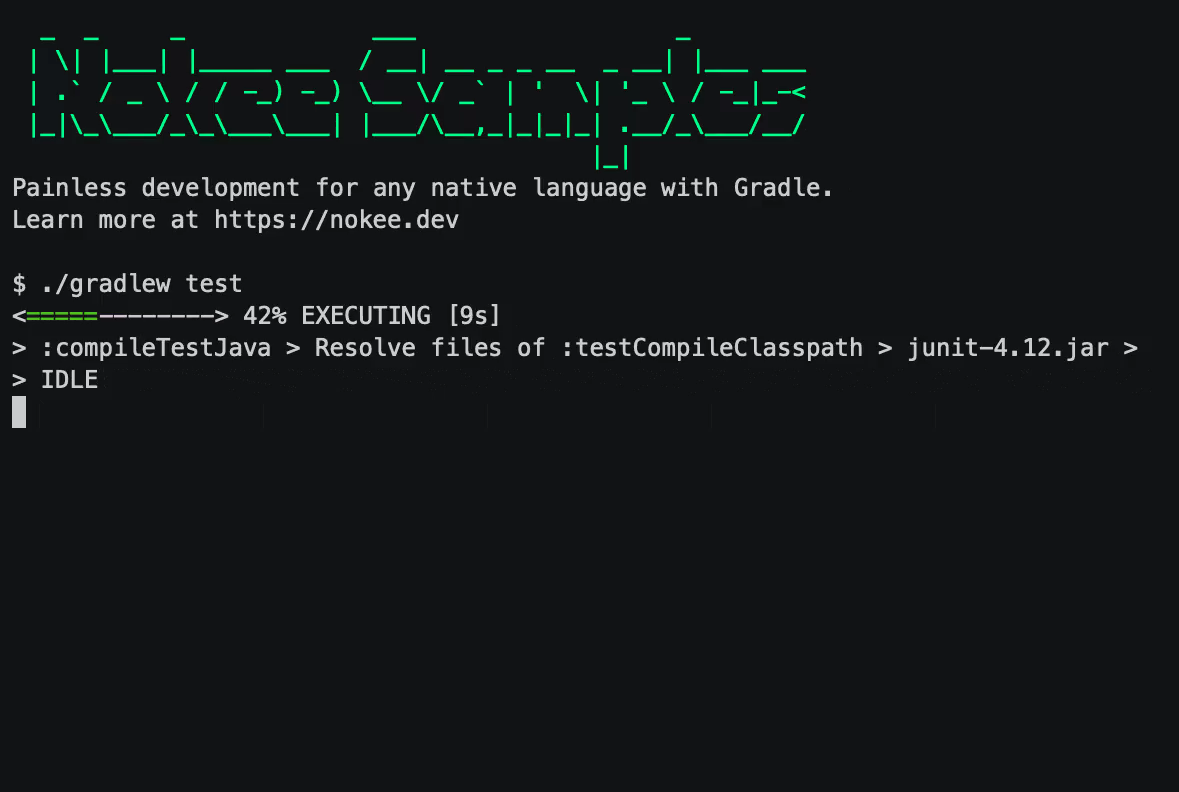 Nokee Samples
Painless development for any native language with Gradle.
Learn more at https://nokee.dev
$ ./gradlew test
<=====--------> 42% EXECUTING [9s]
> :compileTestJava > Resolve files of :testCompileClasspath > junit-4.12.jar >
> IDLE